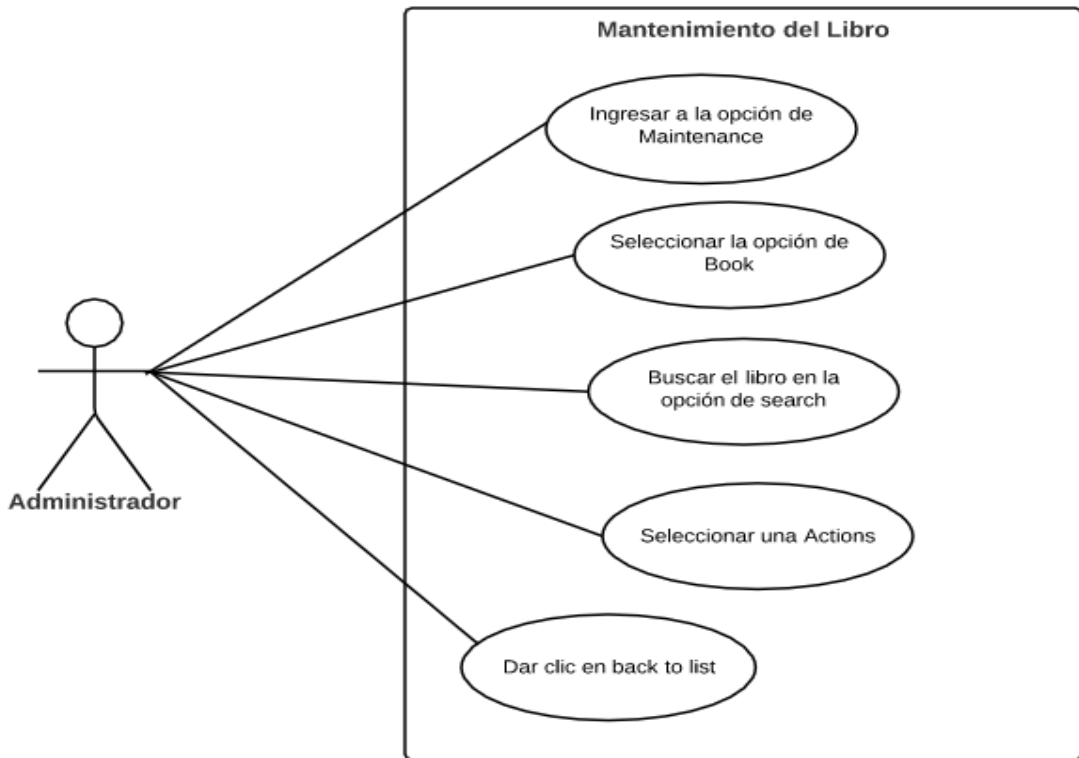 Mantenimiento del Libro
Ingresar a la opción de
Maintenance
Seleccionar la opción de
Book
Buscar el libro en la
opción de search
Administrador
Seleccionar una Actions
Dar clic en back to list